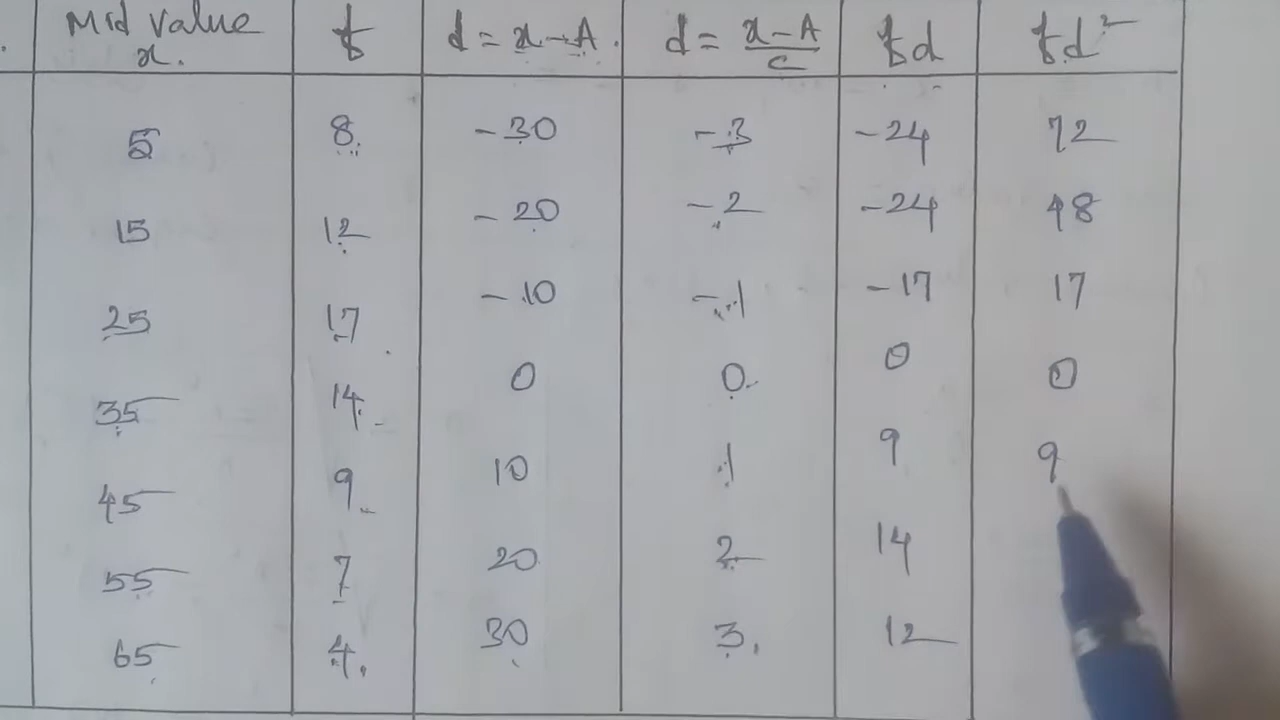 Mid value x. f d = x - A. d = x - A / c fd fd²
5 8 -30 -3 -24 72
15 12 -20 -2 -24 48
25 17 -10 -1 -17 17
35 14 0 0 0 0
45 9 10 1 9 9
55 7 20 2 14
65 4 30 3 12